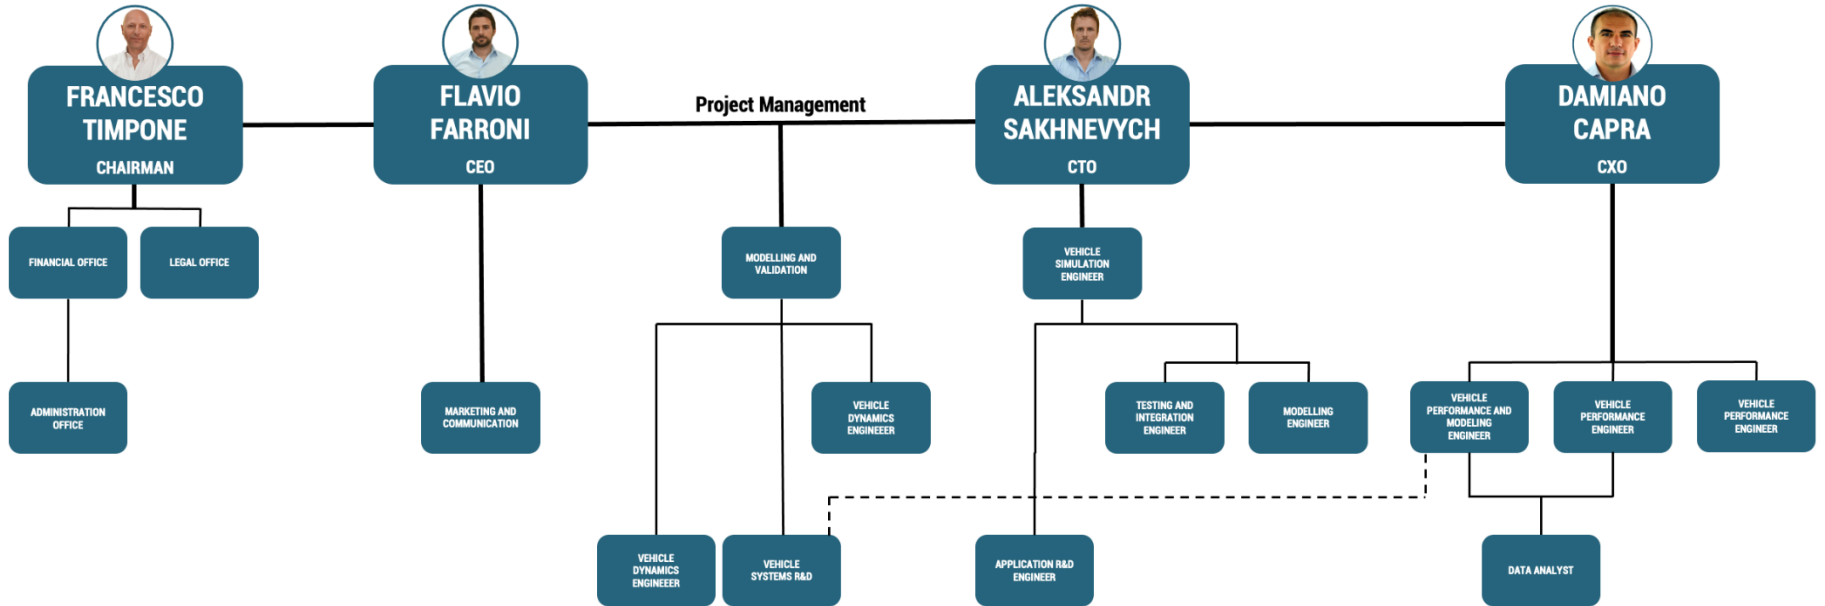 FRANCESCO
TIMPONE
CHAIRMAN
FLAVIO
FARRONI
CEO
Project Management
ALEKSANDR
SAKHNEVYCH
CTO
DAMIANO
CAPRA
CXO
FINANCIAL OFFICE
LEGAL OFFICE
MODELLING AND
VALIDATION
VEHICLE
SIMULATION
ENGINEER
ADMINISTRATION
OFFICE
MARKETING AND
COMMUNICATION
VEHICLE
DYNAMICS
ENGINEEER
TESTING AND
INTEGRATION
ENGINEER
MODELLING
ENGINEER
VEHICLE
PERFORMANCE AND
MODELING
ENGINEER
VEHICLE
PERFORMANCE
ENGINEER
VEHICLE
PERFORMANCE
ENGINEER
VEHICLE
DYNAMICS
ENGINEEER
VEHICLE
SYSTEMS R&D
APPLICATION R&D
ENGINEER
DATA ANALYST